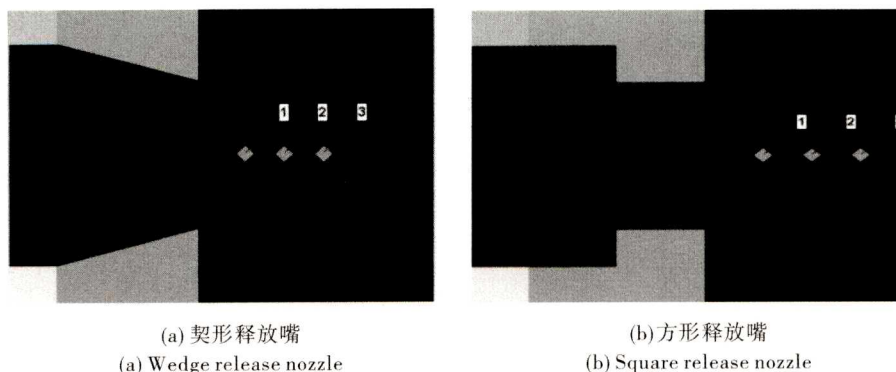 1 2 3
1 2
(a) 契形释放嘴
(a) Wedge release nozzle
(b)方形释放嘴
(b) Square release nozzle